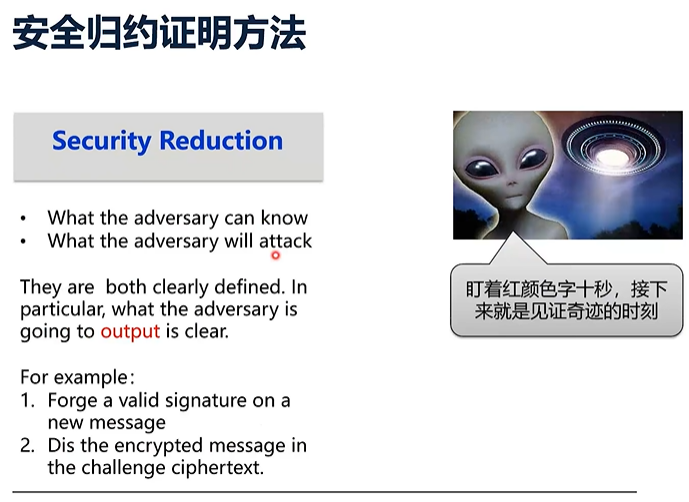 安全归约证明方法
Security Reduction
• What the adversary can know
• What the adversary will attack
They are both clearly defined. In
particular, what the adversary is
going to output is clear.
For example：
1. Forge a valid signature on a
new message
2. Dis the encrypted message in
the challenge ciphertext.
盯着红颜色字十秒，接下
来就是见证奇迹的时刻